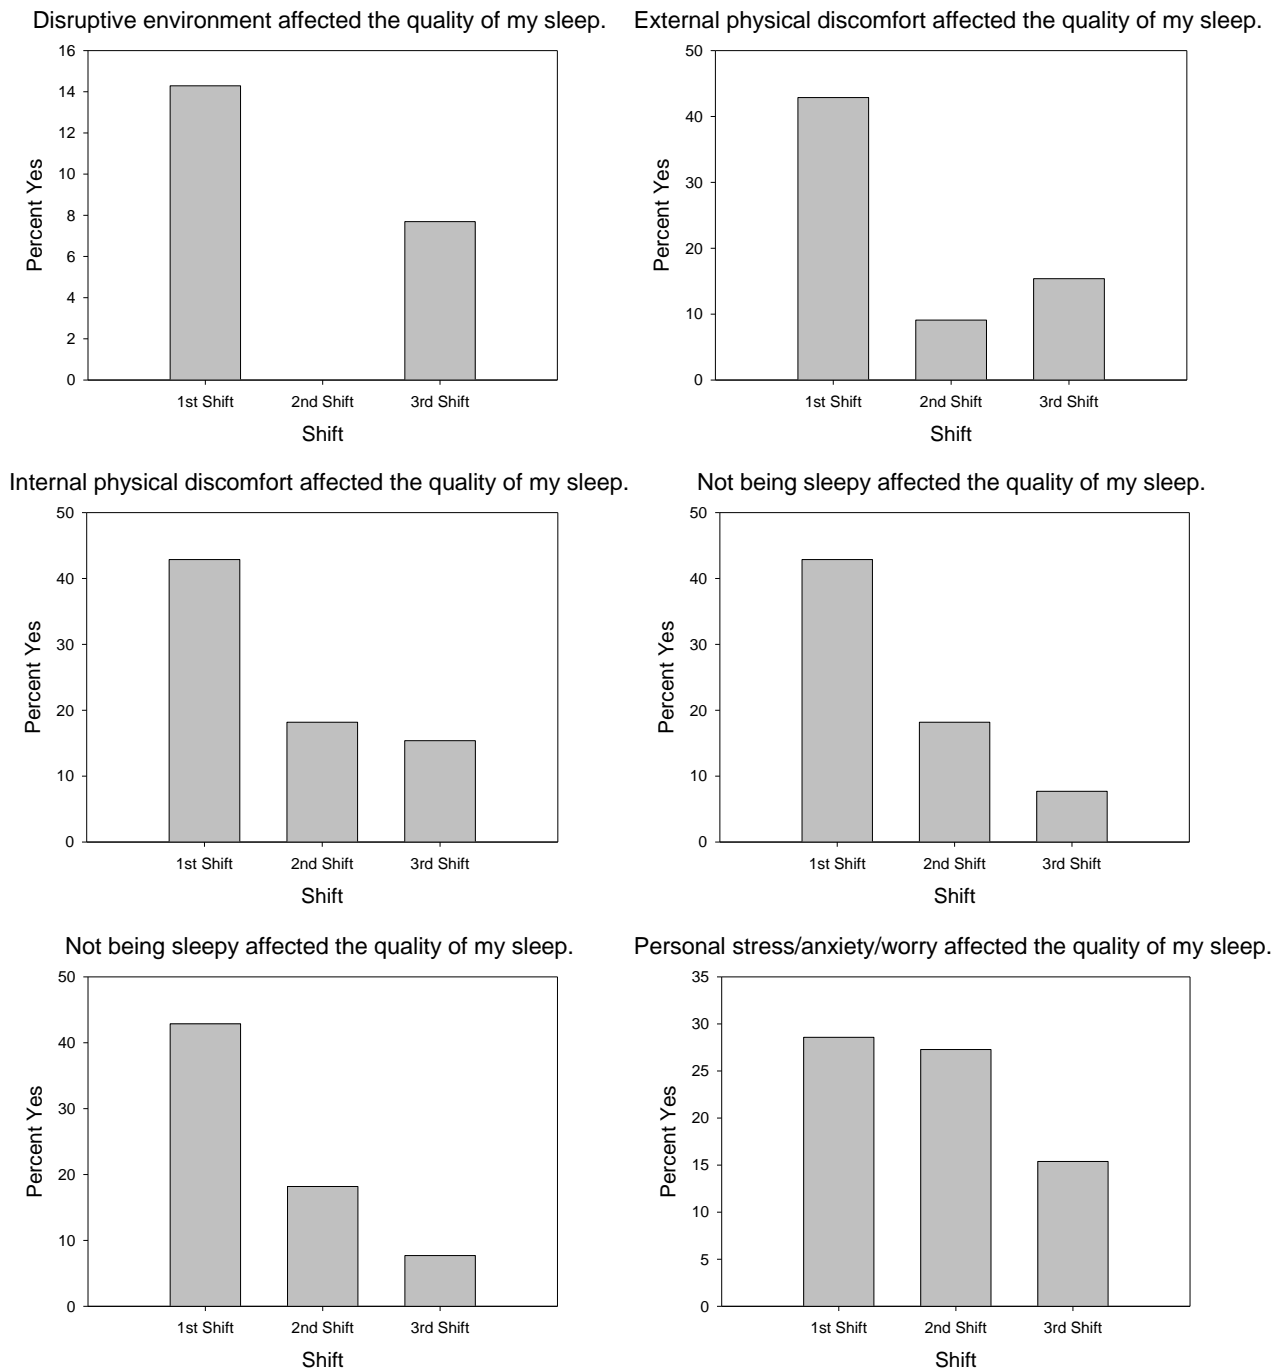 Disruptive environment affected the quality of my sleep.
16
14
12
10
8
6
4
2
0
Percent Yes
1st Shift 2nd Shift 3rd Shift
Shift
External physical discomfort affected the quality of my sleep.
50
40
30
20
10
0
Percent Yes
1st Shift 2nd Shift 3rd Shift
Shift
Internal physical discomfort affected the quality of my sleep.
50
40
30
20
10
0
Percent Yes
1st Shift 2nd Shift 3rd Shift
Shift
Not being sleepy affected the quality of my sleep.
50
40
30
20
10
0
Percent Yes
1st Shift 2nd Shift 3rd Shift
Shift
Not being sleepy affected the quality of my sleep.
50
40
30
20
10
0
Percent Yes
1st Shift 2nd Shift 3rd Shift
Shift
Personal stress/anxiety/worry affected the quality of my sleep.
35
30
25
20
15
10
5
0
Percent Yes
1st Shift 2nd Shift 3rd Shift
Shift